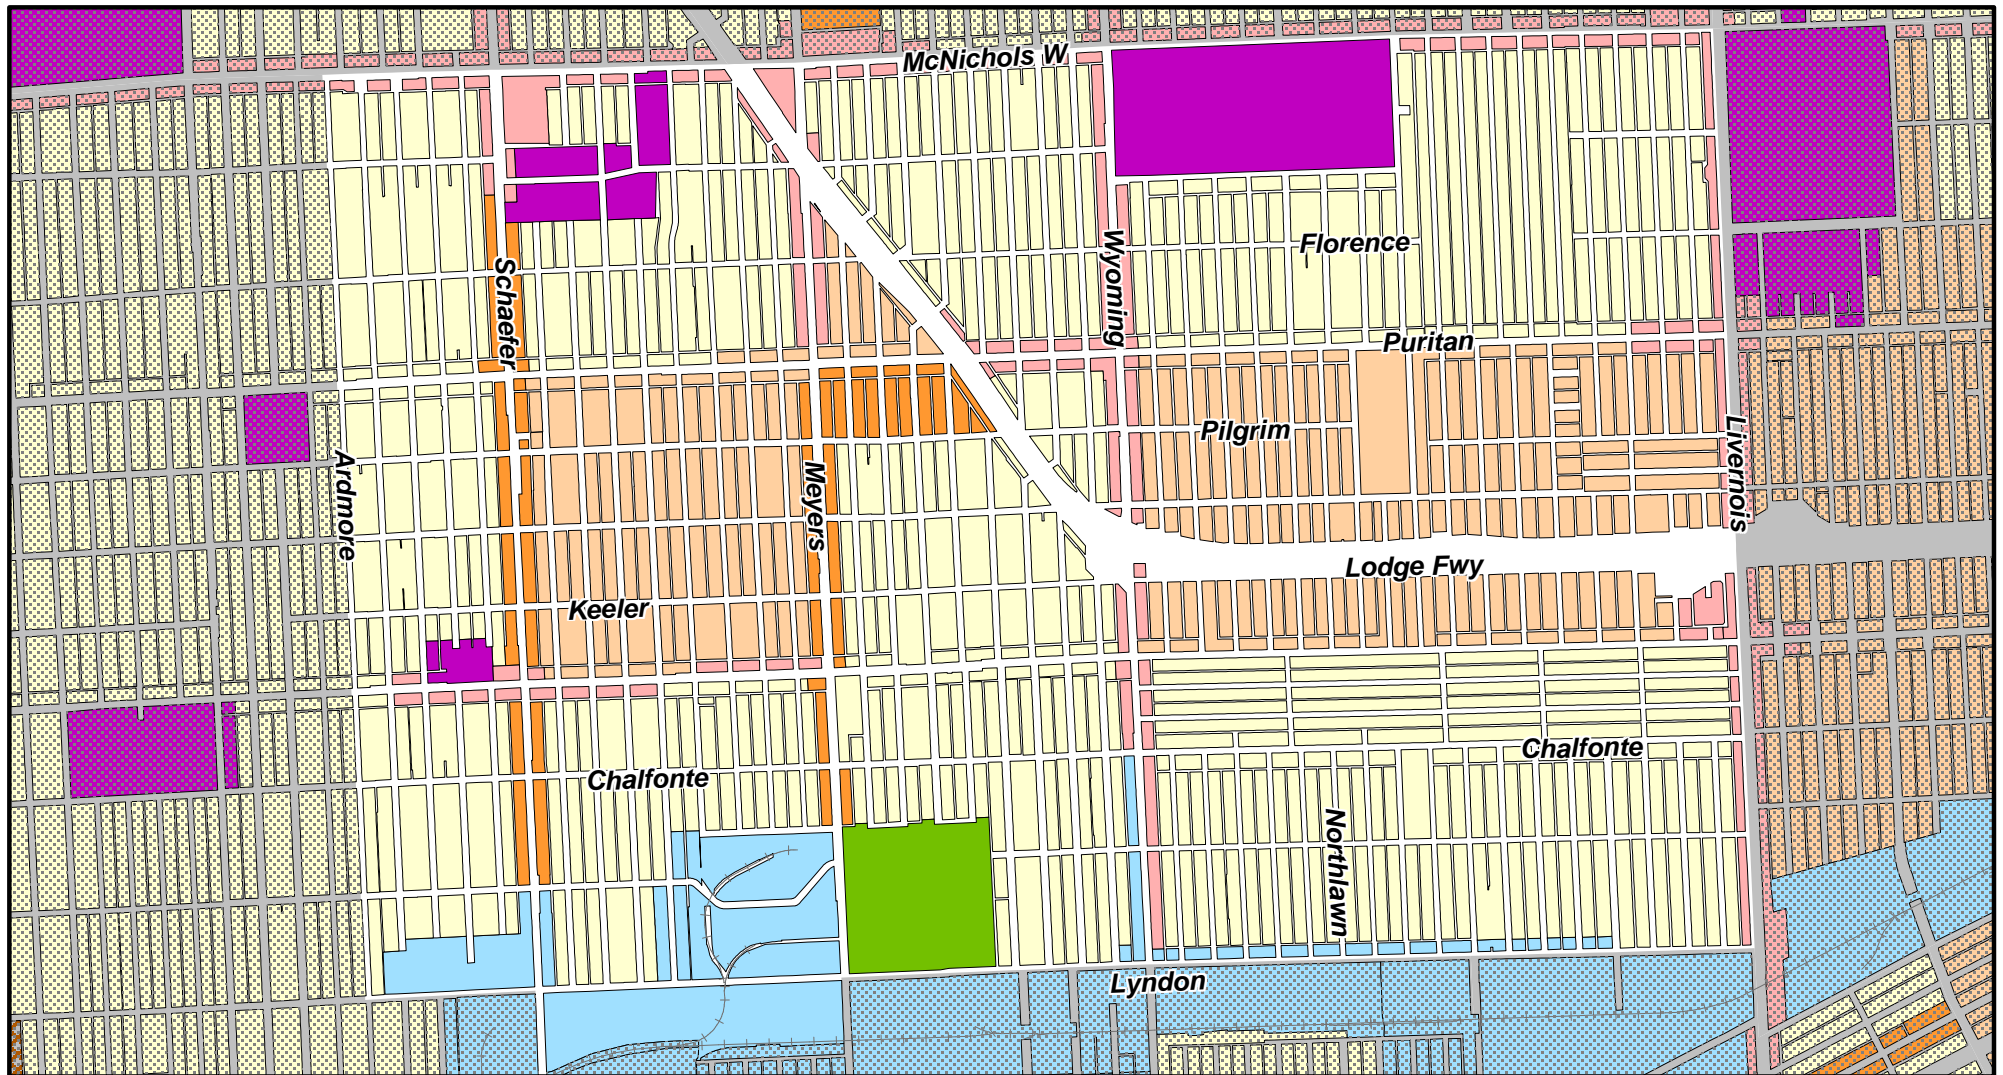 McNichols W
Florence
Wyoming
Schaefer
Puritan
Pilgrim
Livernois
Ardmore
Meyers
Lodge Fwy
Keeler
Chalfonte
Chalfonte
Northlawn
Lyndon